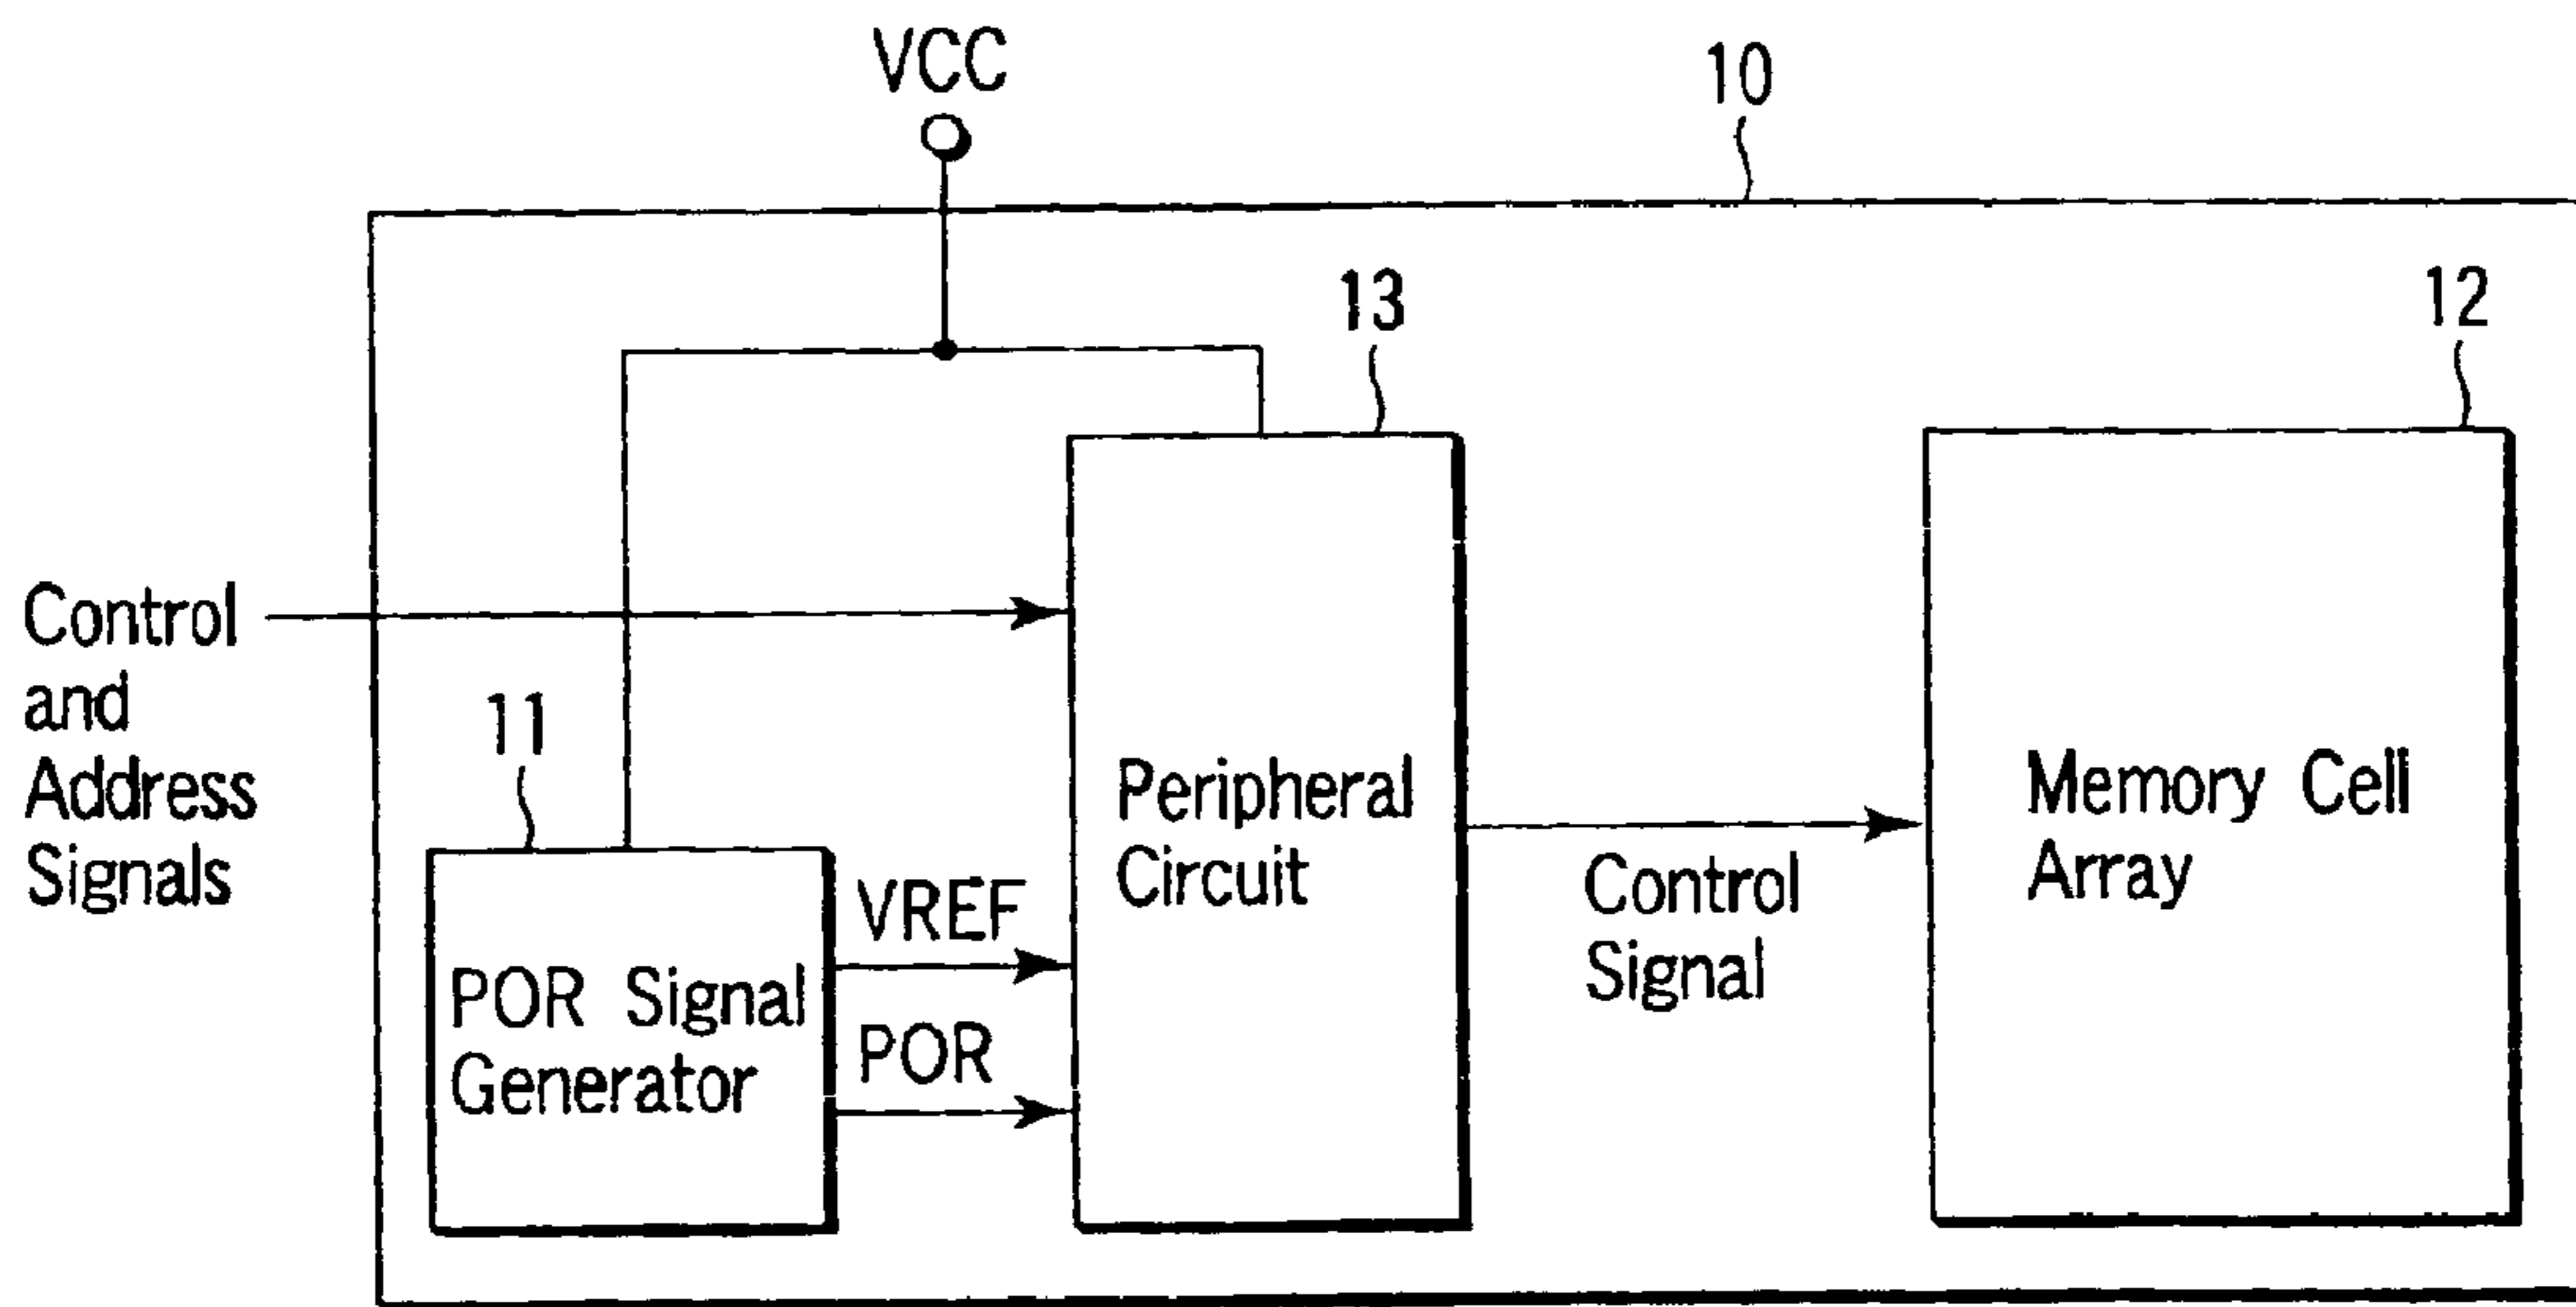 VCC
10
13
12
Control
and
Address
Signals
11
POR Signal
Generator
VREF
POR
Peripheral
Circuit
Control
Signal
Memory Cell
Array